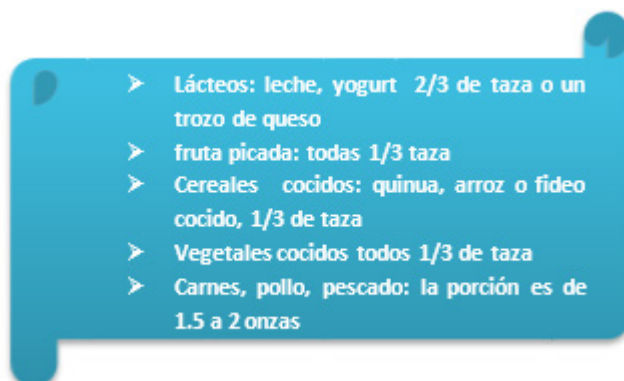 ➢ Lácteos: leche, yogurt 2/3 de taza o un
trozo de queso
➢ fruta picada: todas 1/3 taza
➢ Cereales cocidos: quinua, arroz o fideo
cocido, 1/3 de taza
➢ Vegetales cocidos todos 1/3 de taza
➢ Carnes, pollo, pescado: la porción es de
1.5 a 2 onzas